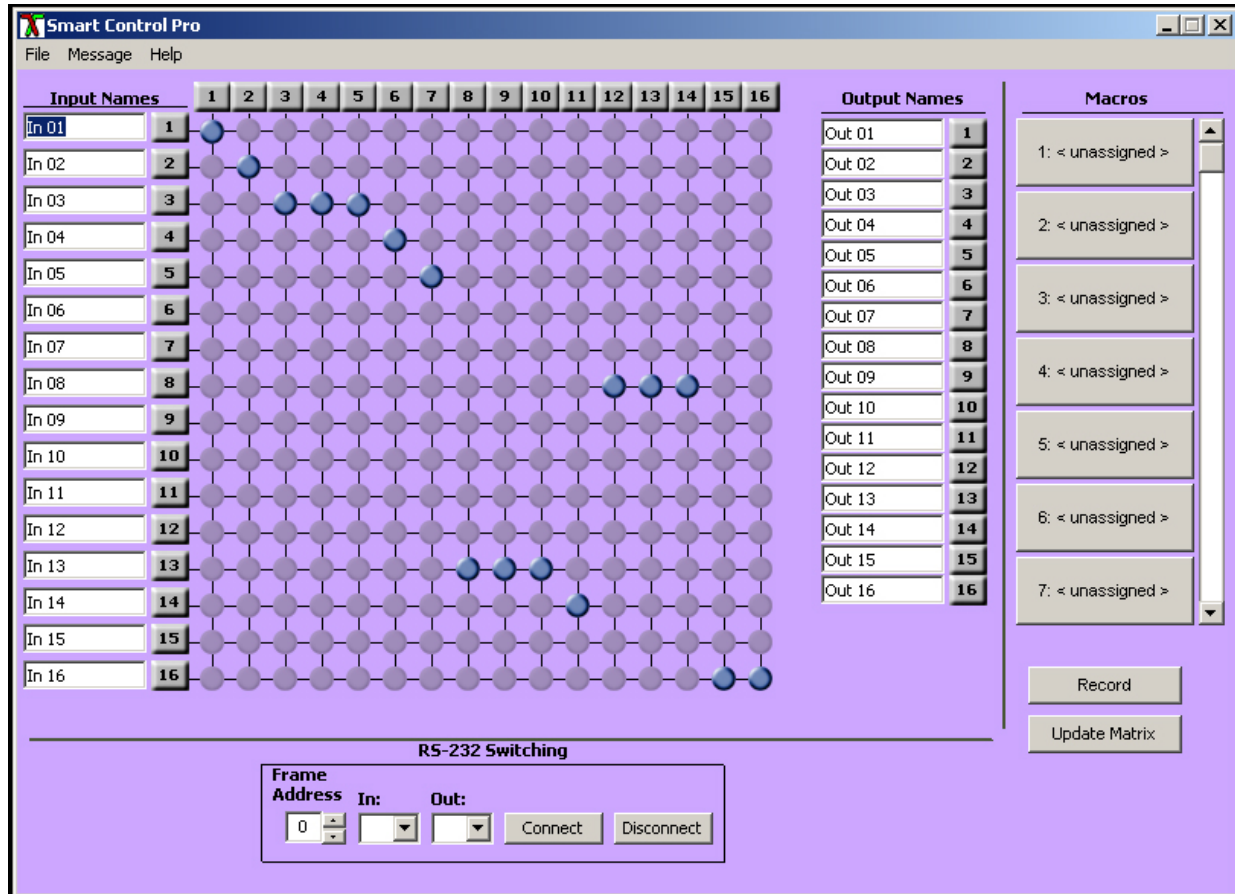 Smart Control Pro
File Message Help
Input Names
1 2 3 4 5 6 7 8 9 10 11 12 13 14 15 16
In 01 1
In 02 2
In 03 3
In 04 4
In 05 5
In 06 6
In 07 7
In 08 8
In 09 9
In 10 10
In 11 11
In 12 12
In 13 13
In 14 14
In 15 15
In 16 16
Output Names
Out 01 1
Out 02 2
Out 03 3
Out 04 4
Out 05 5
Out 06 6
Out 07 7
Out 08 8
Out 09 9
Out 10 10
Out 11 11
Out 12 12
Out 13 13
Out 14 14
Out 15 15
Out 16 16
Macros
1: < unassigned >
2: < unassigned >
3: < unassigned >
4: < unassigned >
5: < unassigned >
6: < unassigned >
7: < unassigned >
Record
Update Matrix
RS-232 Switching
Frame
Address In: Out:
0 Connect Disconnect